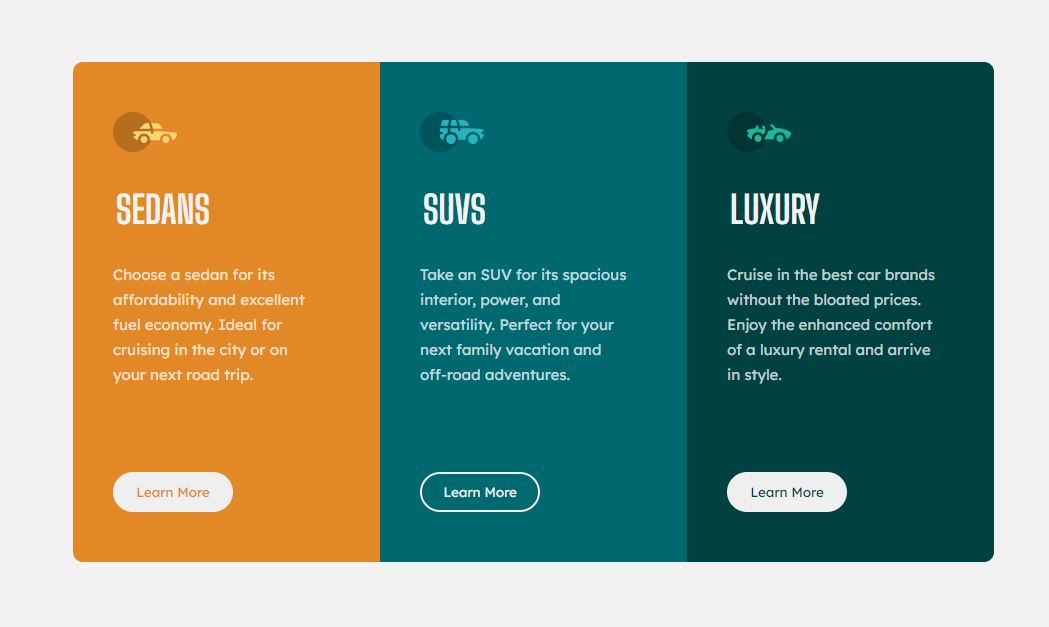 SEDANS
Choose a sedan for its
affordability and excellent
fuel economy. Ideal for
cruising in the city or on
your next road trip.
Learn More
SUVS
Take an SUV for its spacious
interior, power, and
versatility. Perfect for your
next family vacation and
off-road adventures.
Learn More
LUXURY
Cruise in the best car brands
without the bloated prices.
Enjoy the enhanced comfort
of a luxury rental and arrive
in style.
Learn More